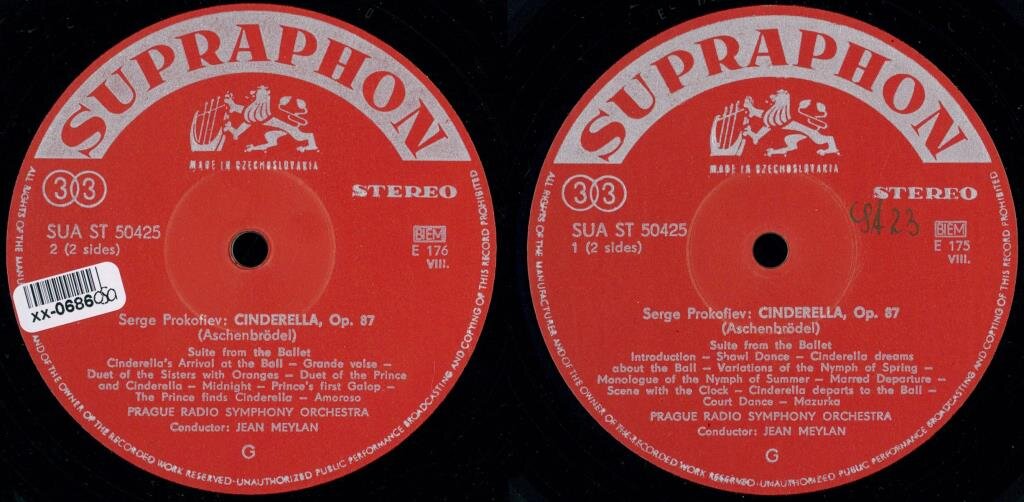 SUPRAPHON
MADE IN CZECHOSLOVAKIA
33
STEREO
SUA ST 50425
2 (2 sides)
BIEM
E 176
VIII.
xx-0686
Serge Prokofiev: CINDERELLA, Op. 87
(Aschenbrödel)
Suite from the Ballet
Cinderella's Arrival at the Ball – Grande valse –
Duet of the Sisters with Oranges – Duet of the Prince
and Cinderella – Midnight – Prince's first Galop –
The Prince finds Cinderella – Amoroso
PRAGUE RADIO SYMPHONY ORCHESTRA
Conductor: JEAN MEYLAN
G
ALL RIGHTS OF THE MANU
AND OF THE OWNER OF THE RECORDED WORK RESERVED·UNAUTHORIZED PUBLIC PERFORMANCE BROADCASTING AND COPYING OF THIS RECORD PROHIBITED
SUPRAPHON
MADE IN CZECHOSLOVAKIA
33
STEREO
SUA ST 50425
1 (2 sides)
BIEM
E 175
VIII.
Serge Prokofiev: CINDERELLA, Op. 87
(Aschenbrödel)
Suite from the Ballet
Introduction – Shawl Dance – Cinderella dreams
about the Ball – Variations of the Nymph of Spring –
Monologue of the Nymph of Summer – Marred Departure –
Scene with the Clock – Cinderella departs to the Ball –
Court Dance – Mazurka
PRAGUE RADIO SYMPHONY ORCHESTRA
Conductor: JEAN MEYLAN
G
ALL RIGHTS OF THE MANUFACTURER AND OF THE OWNER OF THE RECORDED WORK RESERVED·UNAUTHORIZED PUBLIC PERFORMANCE BROADCASTING AND COPYING OF THIS RECORD PROHIBITED